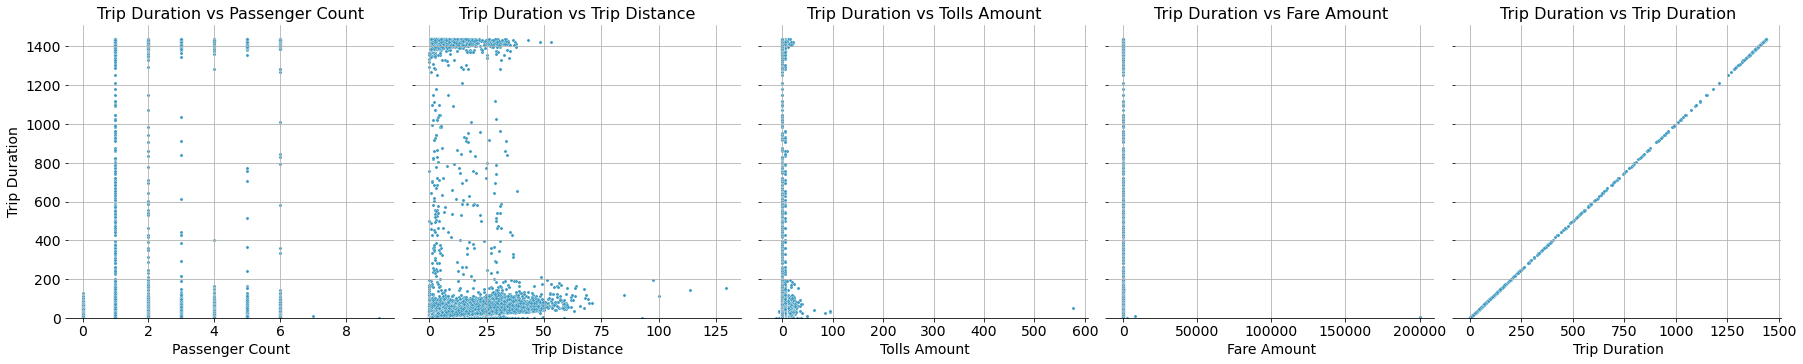 Trip Duration vs Passenger Count
Trip Duration vs Trip Distance
Trip Duration vs Tolls Amount
Trip Duration vs Fare Amount
Trip Duration vs Trip Duration
Trip Duration
1400
1200
1000
800
600
400
200
0
0 2 4 6 8
0 25 50 75 100 125
0 100 200 300 400 500 600
0 50000 100000 150000 200000
0 250 500 750 1000 1250 1500
Passenger Count
Trip Distance
Tolls Amount
Fare Amount
Trip Duration